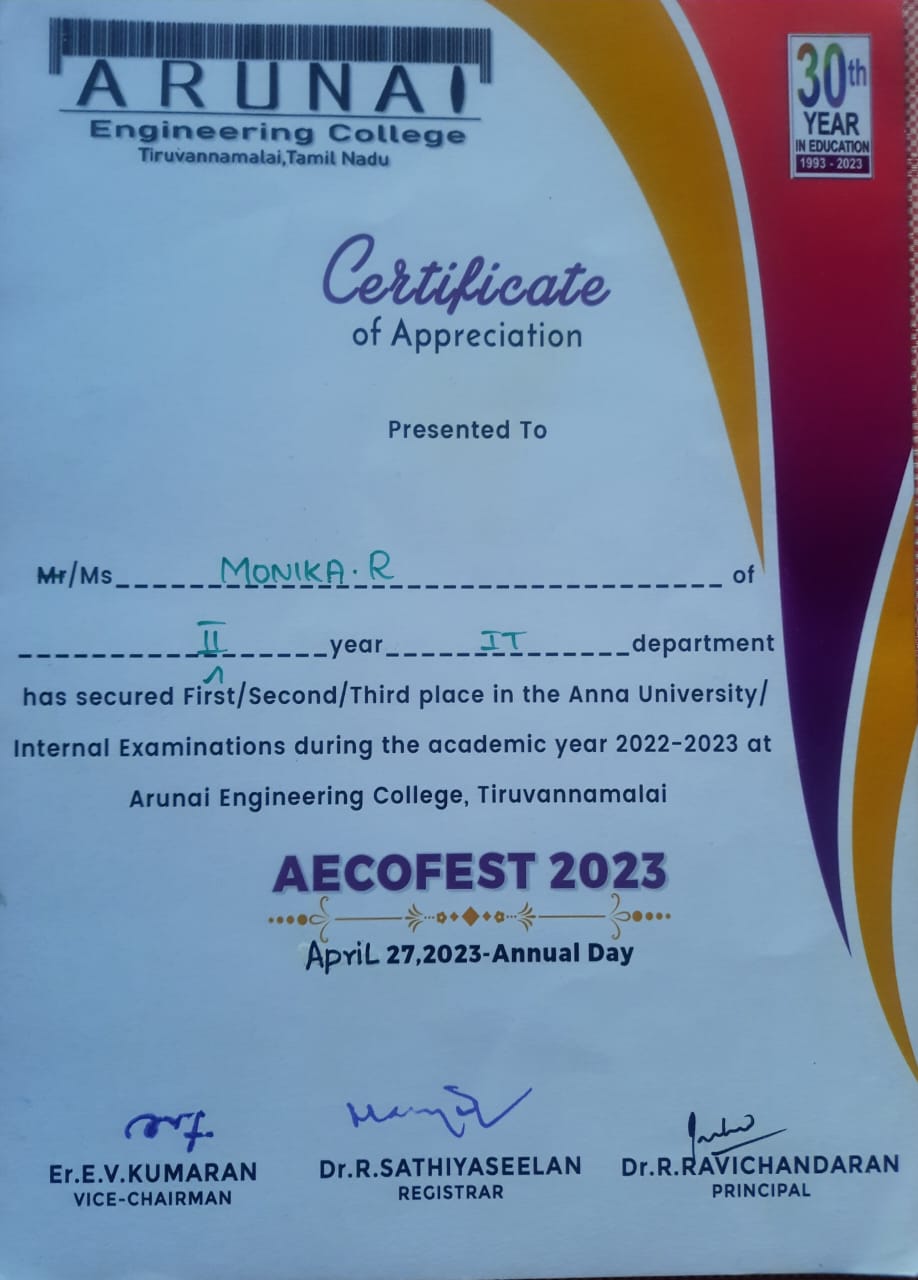 ARUNAI
Engineering College
Tiruvannamalai,Tamil Nadu
30th
YEAR
IN EDUCATION
1993 - 2023
Certificate
of Appreciation
Presented To
Mr/Ms MONIKA. R of
II year IT department
has secured First/Second/Third place in the Anna University/
Internal Examinations during the academic year 2022-2023 at
Arunai Engineering College, Tiruvannamalai
AECOFEST 2023
April 27,2023-Annual Day
Er.E.V.KUMARAN
VICE-CHAIRMAN
Dr.R.SATHIYASEELAN
REGISTRAR
Dr.R.RAVICHANDARAN
PRINCIPAL